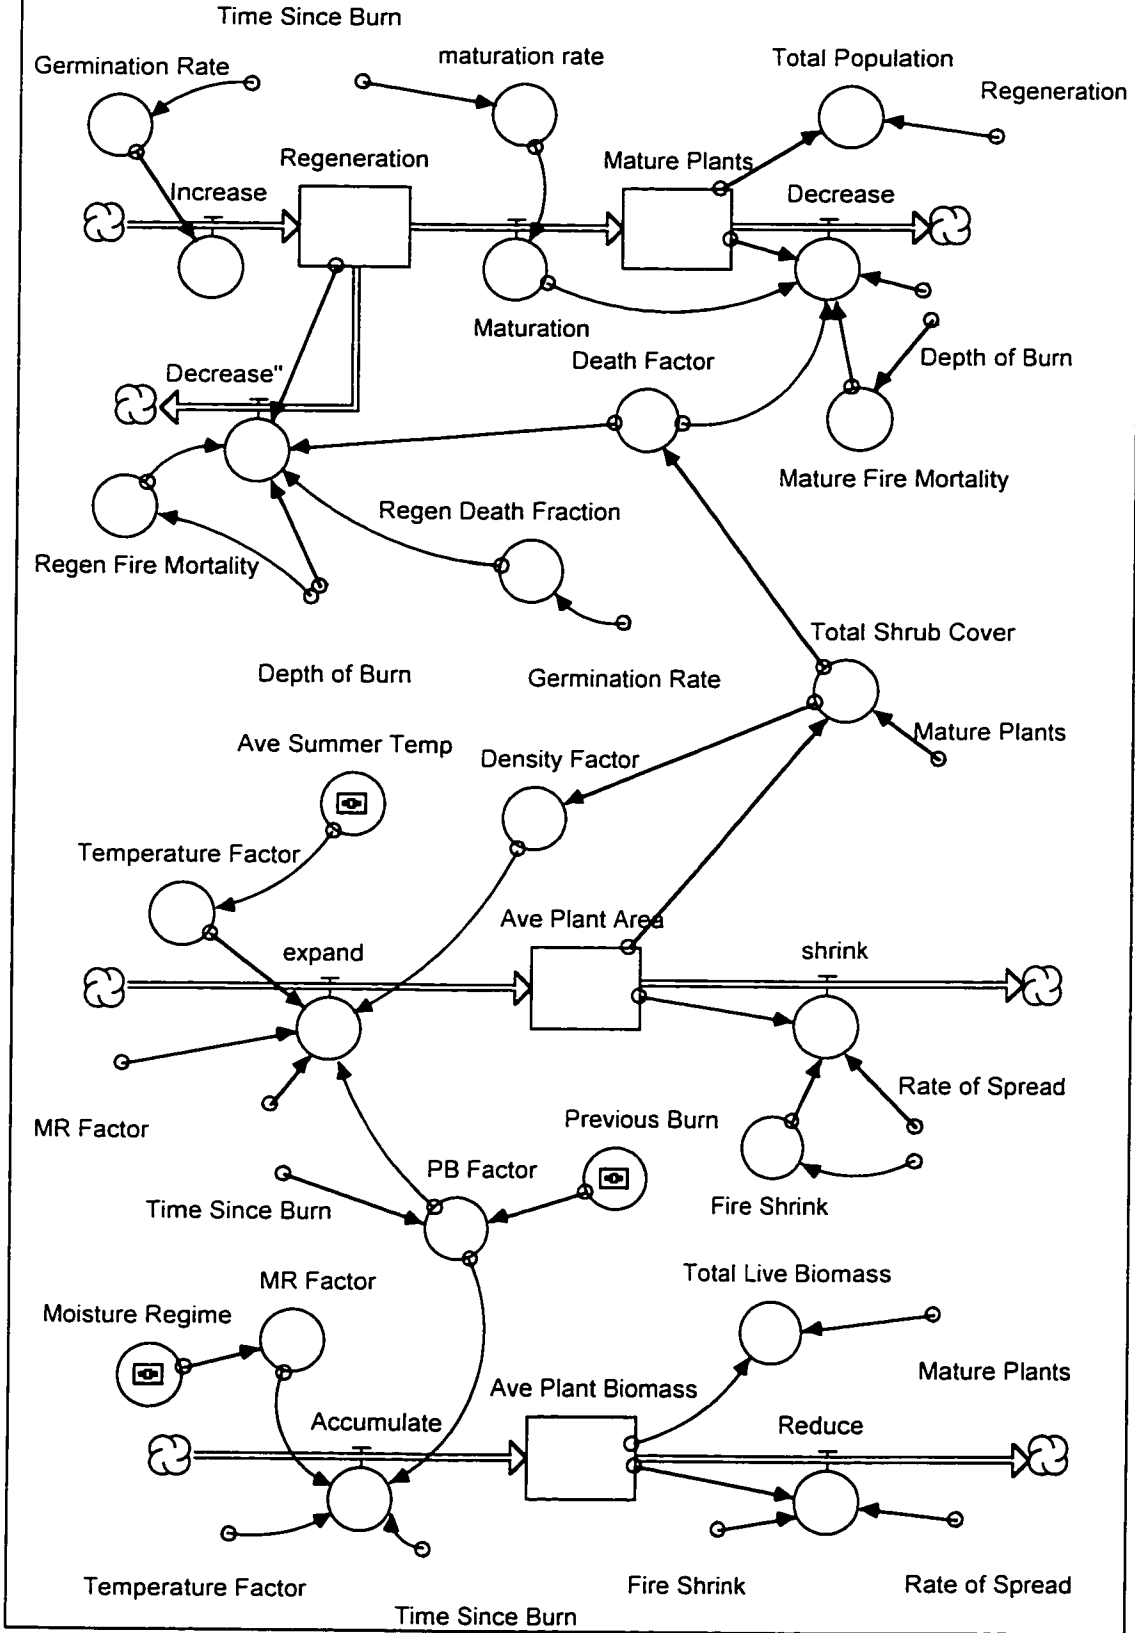 Time Since Burn
Germination Rate
maturation rate
Total Population
Regeneration
Regeneration
Mature Plants
Increase
Decrease
Maturation
Death Factor
Depth of Burn
Decrease"
Mature Fire Mortality
Regen Death Fraction
Regen Fire Mortality
Total Shrub Cover
Depth of Burn
Germination Rate
Mature Plants
Ave Summer Temp
Density Factor
Temperature Factor
Ave Plant Area
expand
shrink
Rate of Spread
MR Factor
Previous Burn
PB Factor
Time Since Burn
Fire Shrink
MR Factor
Total Live Biomass
Moisture Regime
Mature Plants
Ave Plant Biomass
Accumulate
Reduce
Temperature Factor
Fire Shrink
Rate of Spread
Time Since Burn